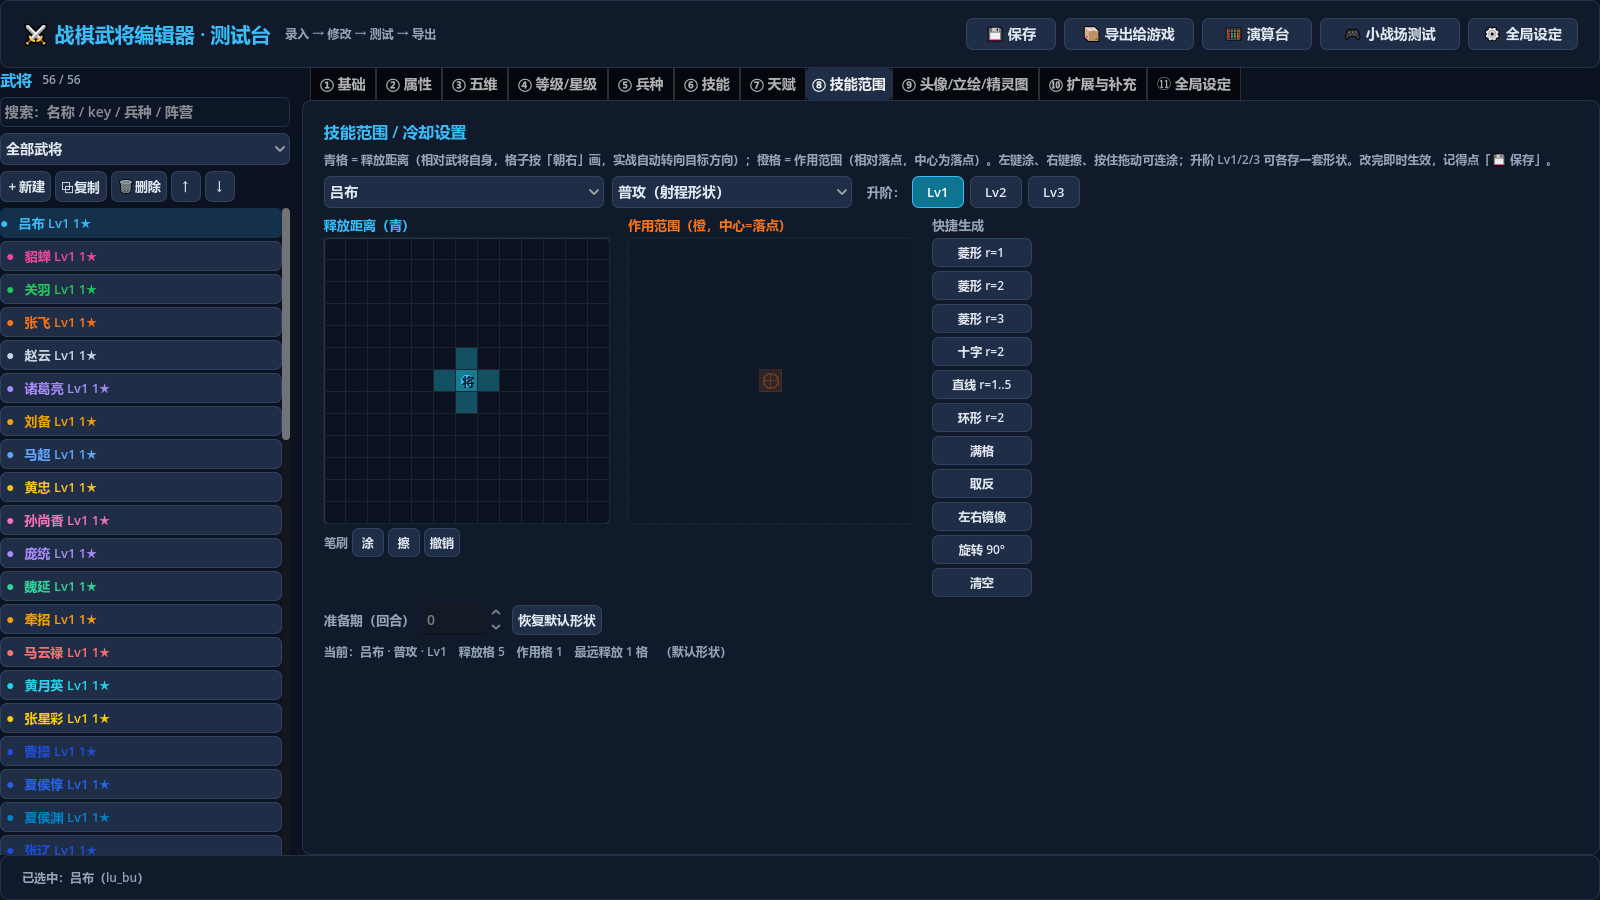 战棋武将编辑器 · 测试台 录入 → 修改 → 测试 → 导出
保存 导出给游戏 演算台 小战场测试 全局设定
武将 56 / 56
搜索：名称 / key / 兵种 / 阵营
全部武将
+ 新建 复制 删除 ↑ ↓
吕布 Lv1 1★
貂蝉 Lv1 1★
关羽 Lv1 1★
张飞 Lv1 1★
赵云 Lv1 1★
诸葛亮 Lv1 1★
刘备 Lv1 1★
马超 Lv1 1★
黄忠 Lv1 1★
孙尚香 Lv1 1★
庞统 Lv1 1★
魏延 Lv1 1★
牵招 Lv1 1★
马云禄 Lv1 1★
黄月英 Lv1 1★
张星彩 Lv1 1★
曹操 Lv1 1★
夏侯惇 Lv1 1★
夏侯渊 Lv1 1★
张辽 Lv1 1★
① 基础 ② 属性 ③ 五维 ④ 等级/星级 ⑤ 兵种 ⑥ 技能 ⑦ 天赋 ⑧ 技能范围 ⑨ 头像/立绘/精灵图 ⑩ 扩展与补充 ⑪ 全局设定
技能范围 / 冷却设置
青格 = 释放距离（相对武将自身，格子按「朝右」画，实战自动转向目标方向）；橙格 = 作用范围（相对落点，中心为落点）。左键涂、右键擦、按住拖动可连涂；升阶 Lv1/2/3 可各存一套形状。改完即时生效，记得点「💾 保存」。
吕布 普攻（射程形状） 升阶： Lv1 Lv2 Lv3
释放距离（青） 作用范围（橙，中心=落点） 快捷生成
将
菱形 r=1
菱形 r=2
菱形 r=3
十字 r=2
直线 r=1..5
环形 r=2
满格
取反
左右镜像
旋转 90°
清空
笔刷 涂 擦 撤销
准备期（回合） 0 恢复默认形状
当前：吕布 · 普攻 · Lv1 释放格 5 作用格 1 最远释放 1 格 （默认形状）
已选中：吕布（lu_bu）